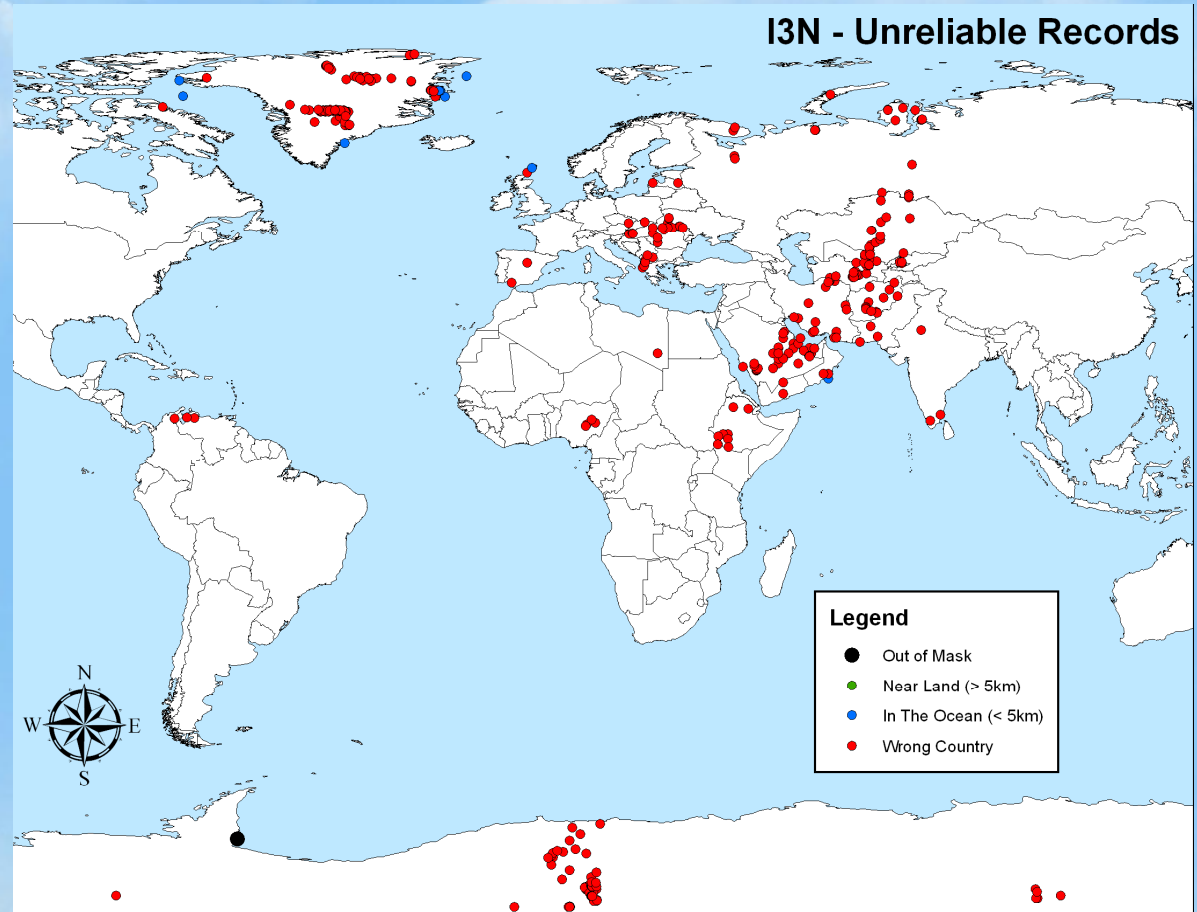 I3N - Unreliable Records
Legend
Out of Mask
Near Land (> 5km)
In The Ocean (< 5km)
Wrong Country
N
W
E
S